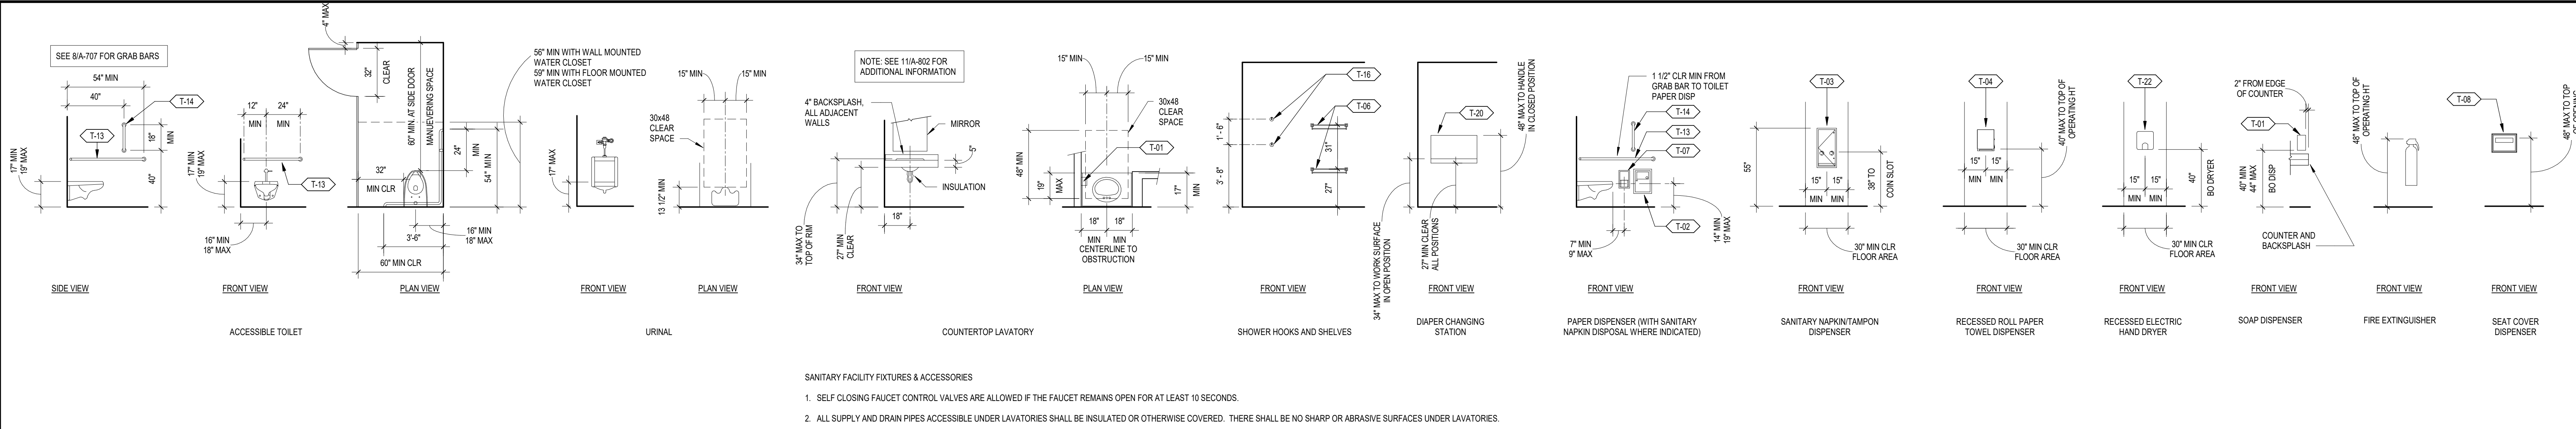 SEE 8/A-707 FOR GRAB BARS
54" MIN
40"
T-14
T-13
18"
MIN
40"
17" MIN
19" MAX
SIDE VIEW
12"
MIN
24"
MIN
17" MIN
19" MAX
T-13
16" MIN
18" MAX
FRONT VIEW
4" MAX
32"
CLEAR
60" MIN. AT SIDE DOOR
MANUEVERING SPACE
56" MIN WITH WALL MOUNTED
WATER CLOSET
59" MIN WITH FLOOR MOUNTED
WATER CLOSET
32"
MIN CLR
24"
MIN
54" MIN
16" MIN
18" MAX
3'-6"
60" MIN CLR
PLAN VIEW
ACCESSIBLE TOILET
17" MAX
FRONT VIEW
15" MIN
15" MIN
30x48
CLEAR
SPACE
13 1/2" MIN
PLAN VIEW
URINAL
NOTE: SEE 11/A-802 FOR
ADDITIONAL INFORMATION
4" BACKSPLASH,
ALL ADJACENT
WALLS
MIRROR
5"
INSULATION
34" MAX TO
TOP OF RIM
27" MIN
CLEAR
18"
FRONT VIEW
15" MIN
15" MIN
30x48
CLEAR
SPACE
T-01
48" MIN
19"
MAX
17"
MIN
18"
MIN
18"
MIN
CENTERLINE TO
OBSTRUCTION
PLAN VIEW
COUNTERTOP LAVATORY
T-16
T-06
1' - 6"
3' - 8"
31"
27"
FRONT VIEW
SHOWER HOOKS AND SHELVES
T-20
48" MAX TO HANDLE
IN CLOSED POSITION
34" MAX TO WORK SURFACE
IN OPEN POSITION
27" MIN CLEAR
ALL POSITIONS
FRONT VIEW
DIAPER CHANGING
STATION
1 1/2" CLR MIN FROM
GRAB BAR TO TOILET
PAPER DISP
T-14
T-13
T-07
T-02
7" MIN
9" MAX
14" MIN
19" MAX
FRONT VIEW
PAPER DISPENSER (WITH SANITARY
NAPKIN DISPOSAL WHERE INDICATED)
T-03
55"
15"
MIN
15"
MIN
38" TO
COIN SLOT
30" MIN CLR
FLOOR AREA
FRONT VIEW
SANITARY NAPKIN/TAMPON
DISPENSER
T-04
40" MAX TO TOP OF
OPERATING HT
15"
MIN
15"
MIN
30" MIN CLR
FLOOR AREA
FRONT VIEW
RECESSED ROLL PAPER
TOWEL DISPENSER
T-22
15"
MIN
15"
MIN
40"
BO DRYER
30" MIN CLR
FLOOR AREA
FRONT VIEW
RECESSED ELECTRIC
HAND DRYER
2" FROM EDGE
OF COUNTER
T-01
40" MIN
44" MAX
BO DISP
COUNTER AND
BACKSPLASH
FRONT VIEW
SOAP DISPENSER
48" MAX TO TOP OF
OPERATING HT
FRONT VIEW
FIRE EXTINGUISHER
T-08
48" MAX TO TOP
FRONT VIEW
SEAT COVER
DISPENSER
SANITARY FACILITY FIXTURES & ACCESSORIES
1. SELF CLOSING FAUCET CONTROL VALVES ARE ALLOWED IF THE FAUCET REMAINS OPEN FOR AT LEAST 10 SECONDS.
2. ALL SUPPLY AND DRAIN PIPES ACCESSIBLE UNDER LAVATORIES SHALL BE INSULATED OR OTHERWISE COVERED. THERE SHALL BE NO SHARP OR ABRASIVE SURFACES UNDER LAVATORIES.